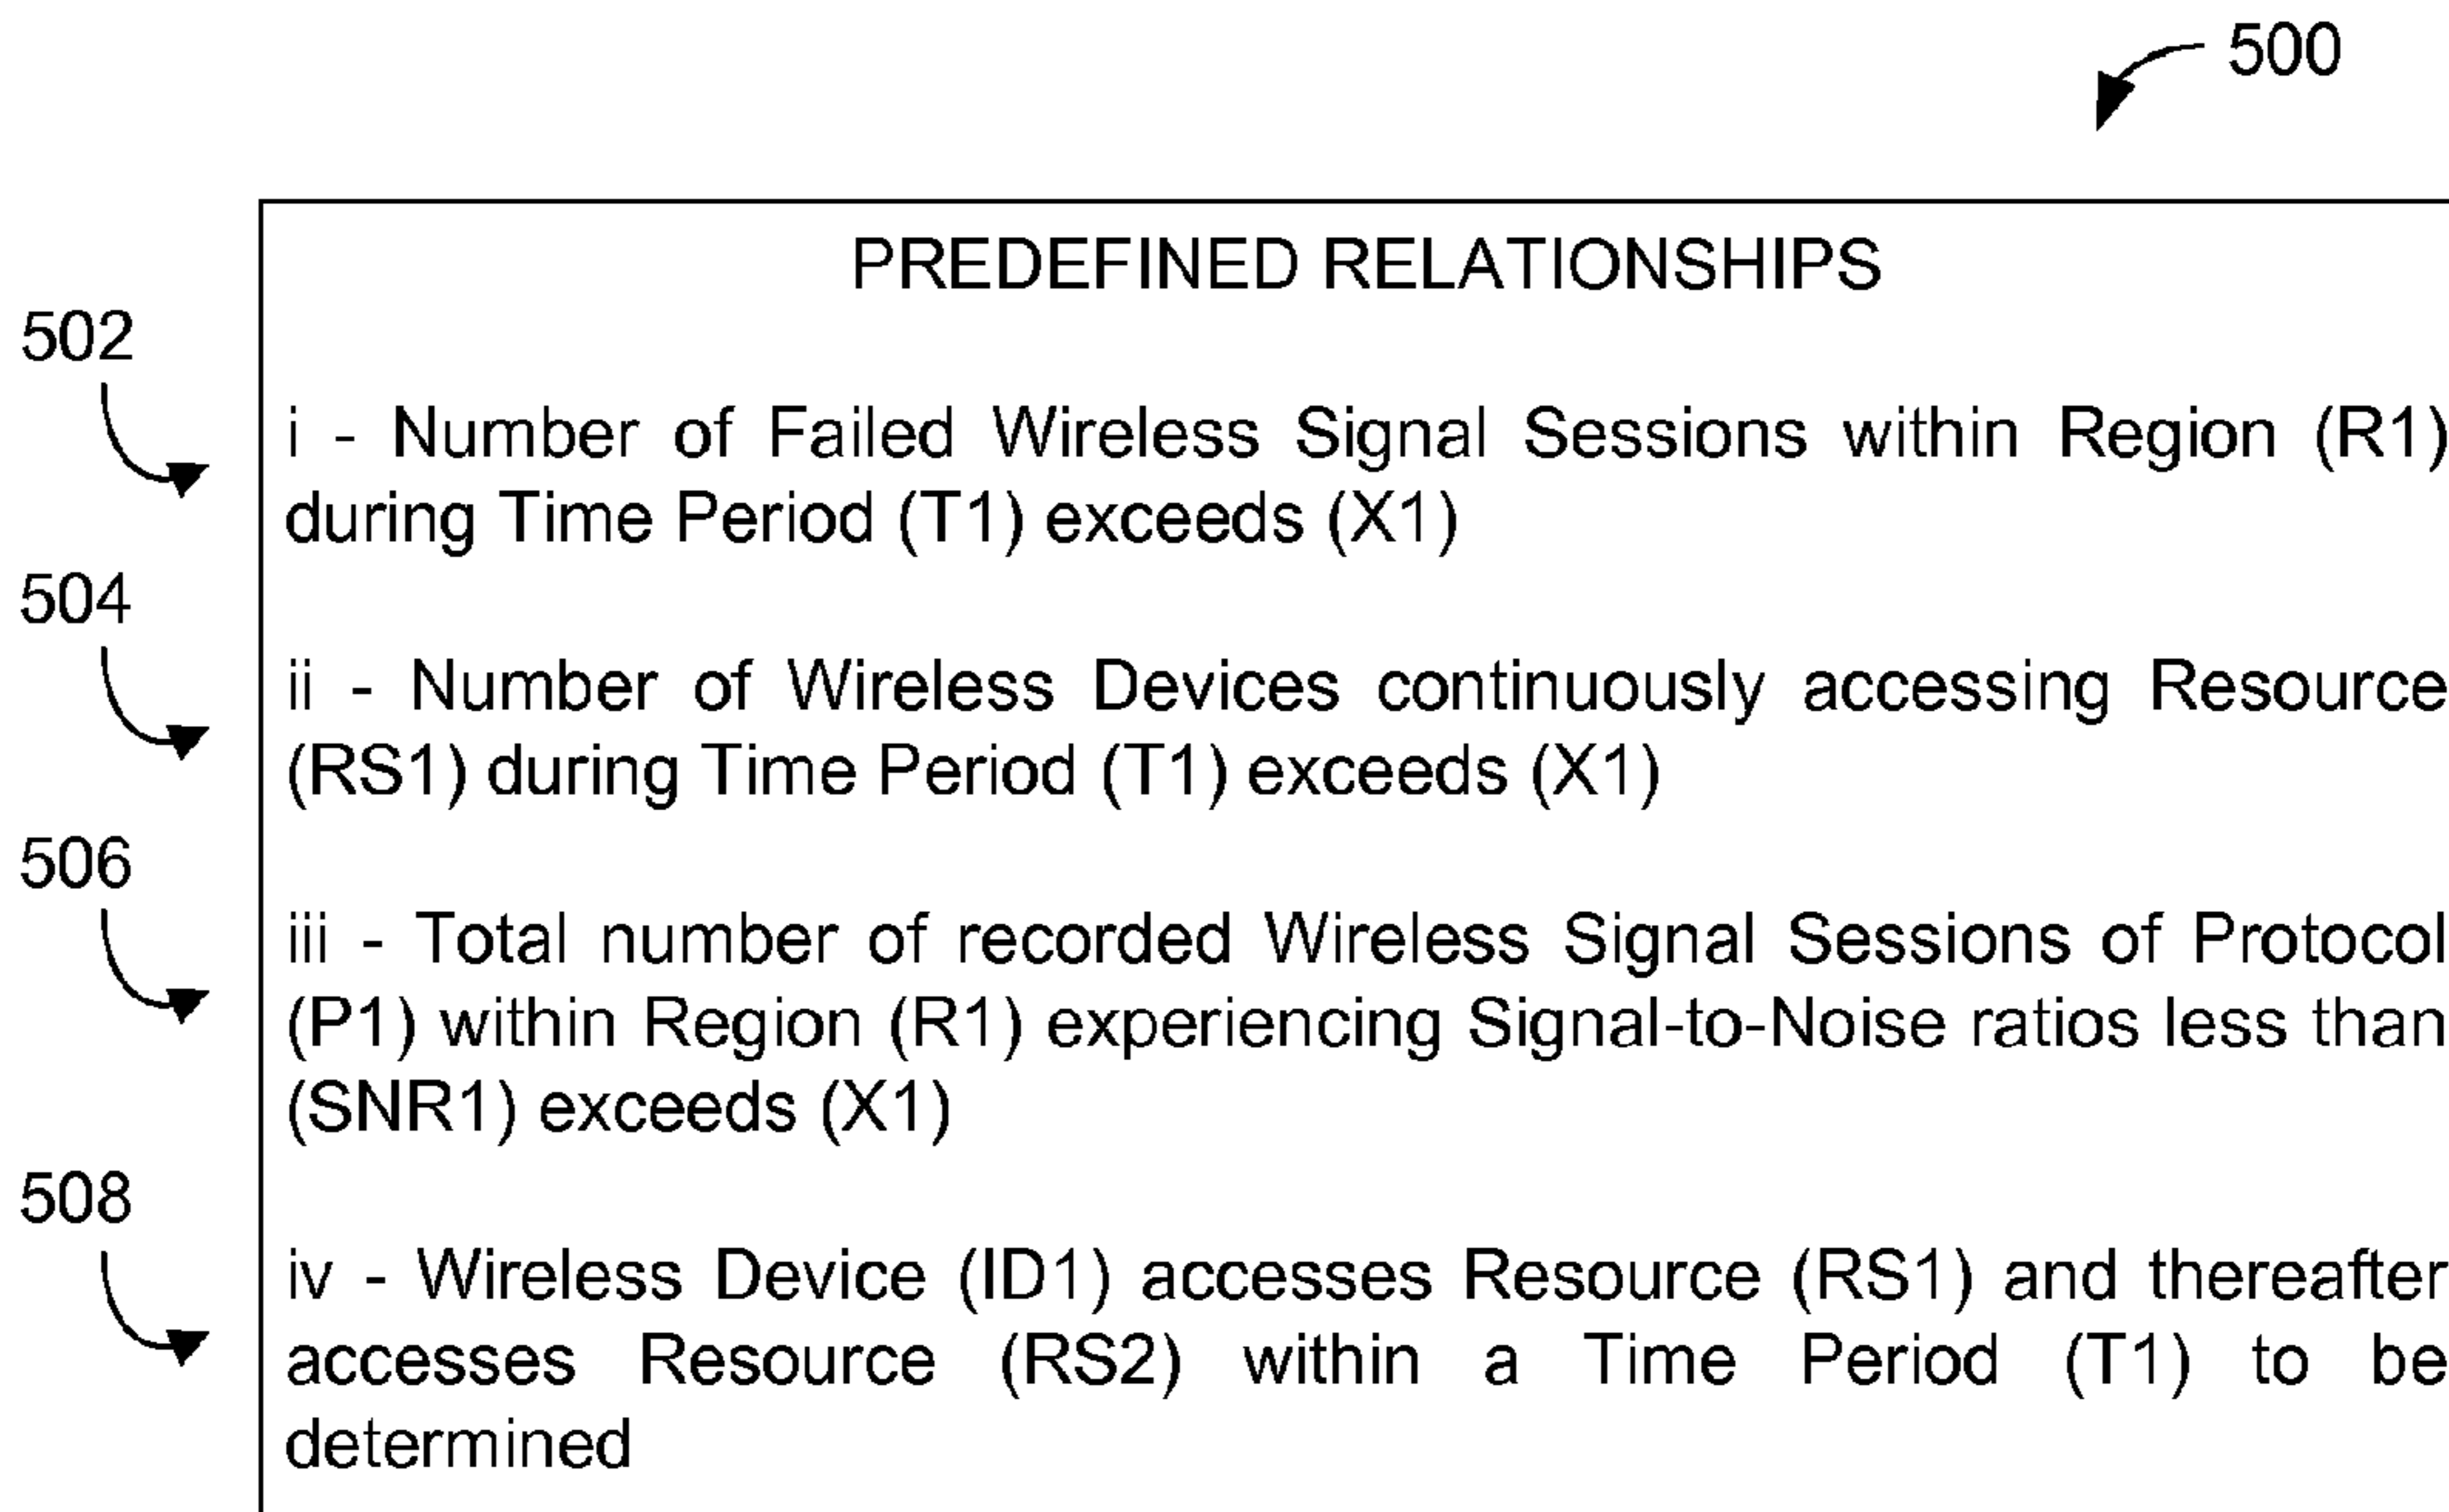 500
PREDEFINED RELATIONSHIPS
502
i - Number of Failed Wireless Signal Sessions within Region (R1)
during Time Period (T1) exceeds (X1)
504
ii - Number of Wireless Devices continuously accessing Resource
(RS1) during Time Period (T1) exceeds (X1)
506
iii - Total number of recorded Wireless Signal Sessions of Protocol
(P1) within Region (R1) experiencing Signal-to-Noise ratios less than
(SNR1) exceeds (X1)
508
iv - Wireless Device (ID1) accesses Resource (RS1) and thereafter
accesses Resource (RS2) within a Time Period (T1) to be
determined